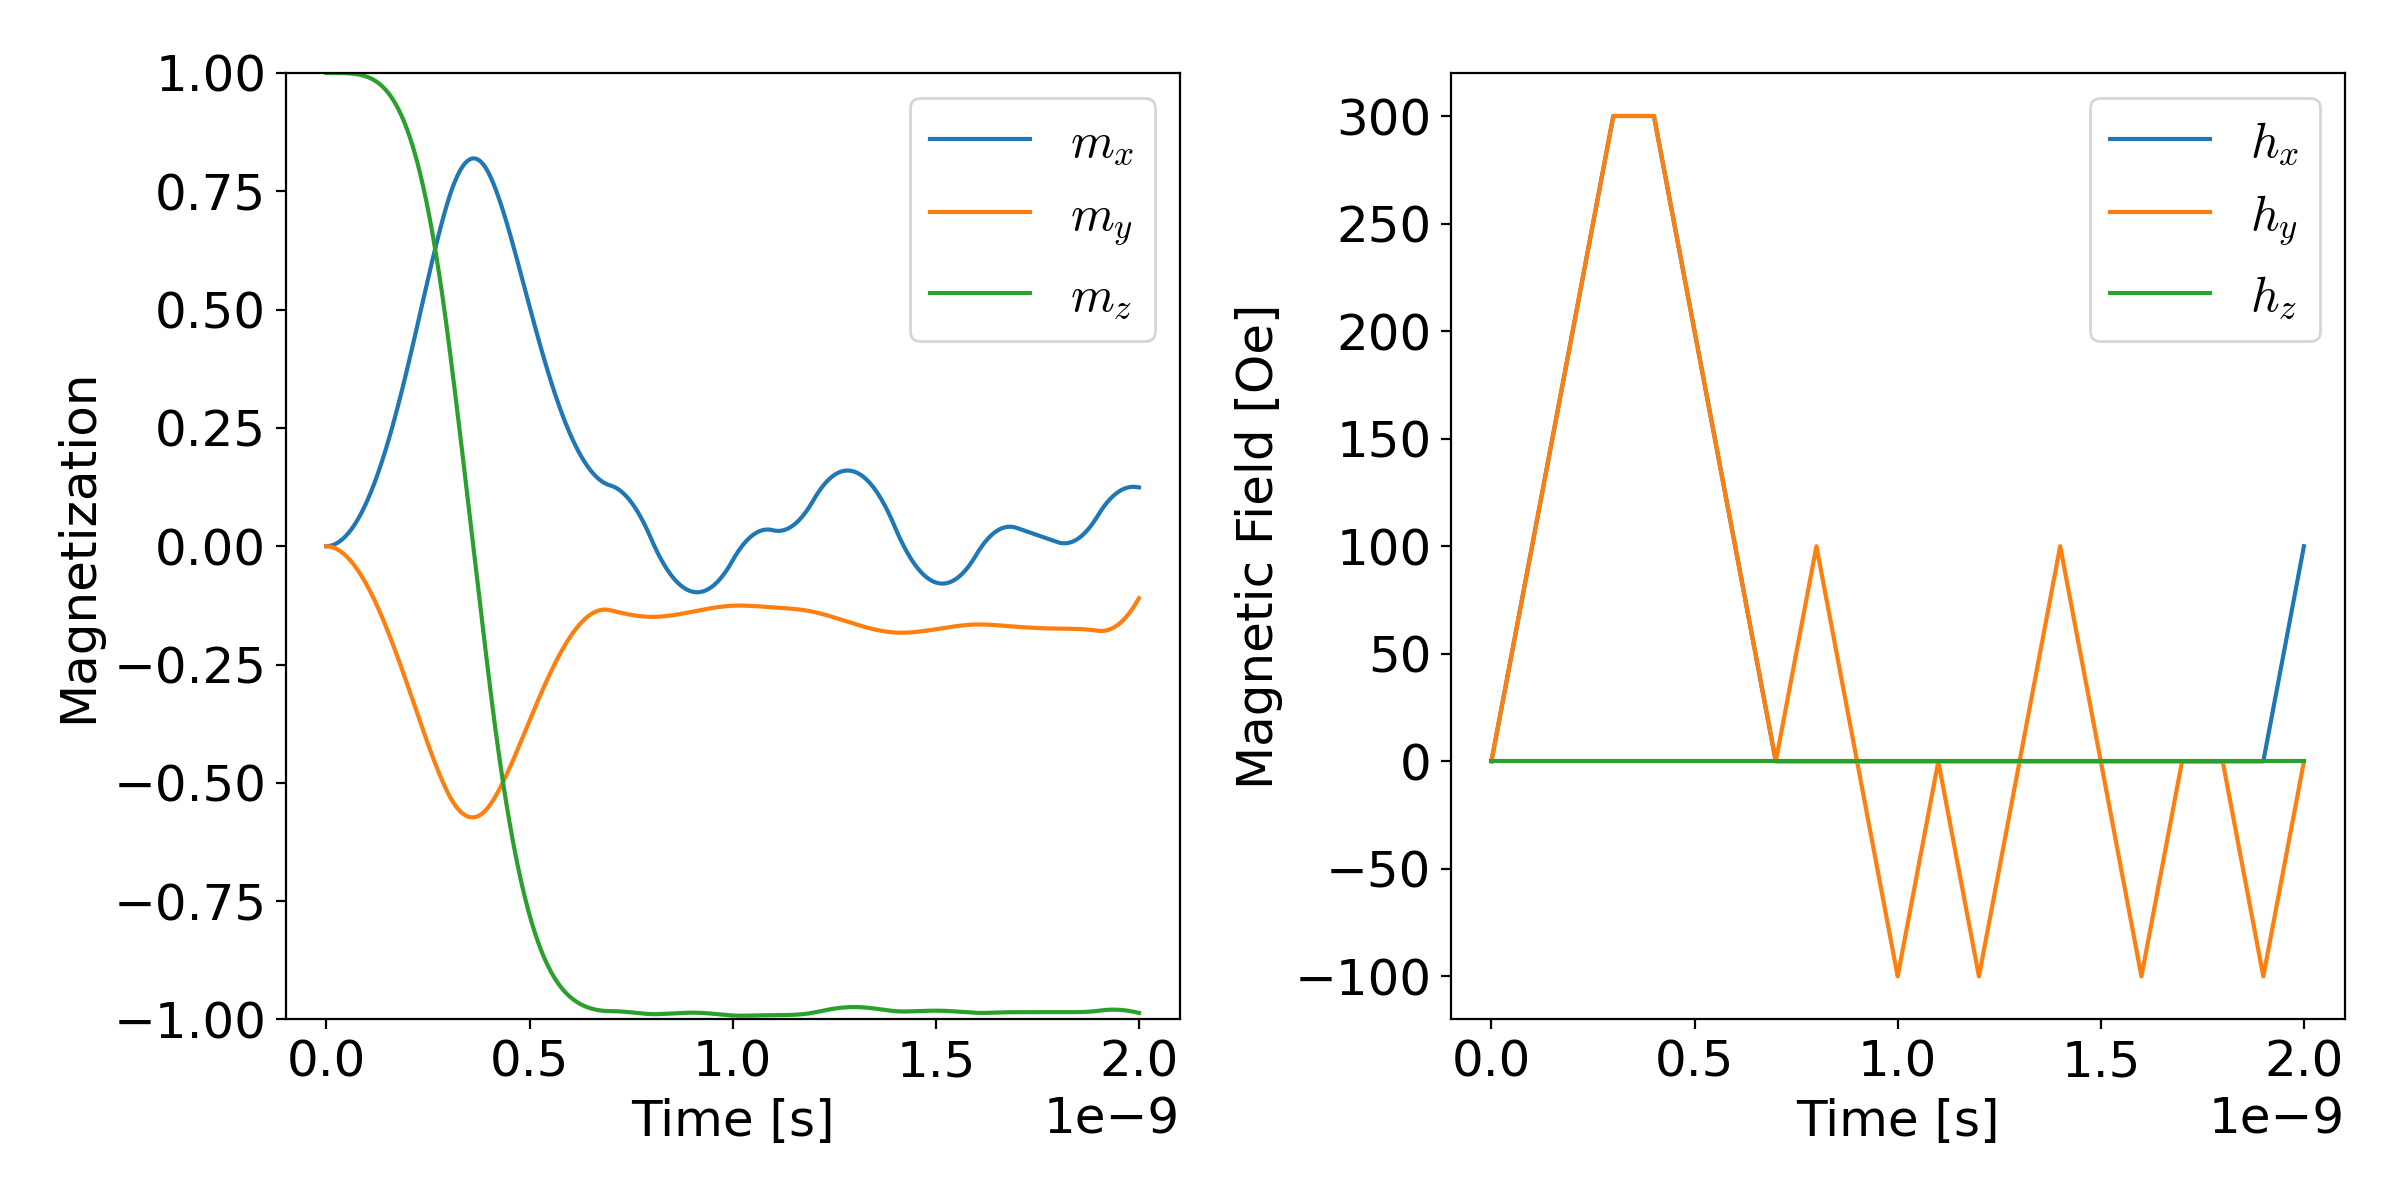 Magnetization
1.00
0.75
0.50
0.25
0.00
−0.25
−0.50
−0.75
−1.00
0.0 0.5 1.0 1.5 2.0
Time [s]
1e−9
m_x
m_y
m_z
Magnetic Field [Oe]
300
250
200
150
100
50
0
−50
−100
0.0 0.5 1.0 1.5 2.0
Time [s]
1e−9
h_x
h_y
h_z